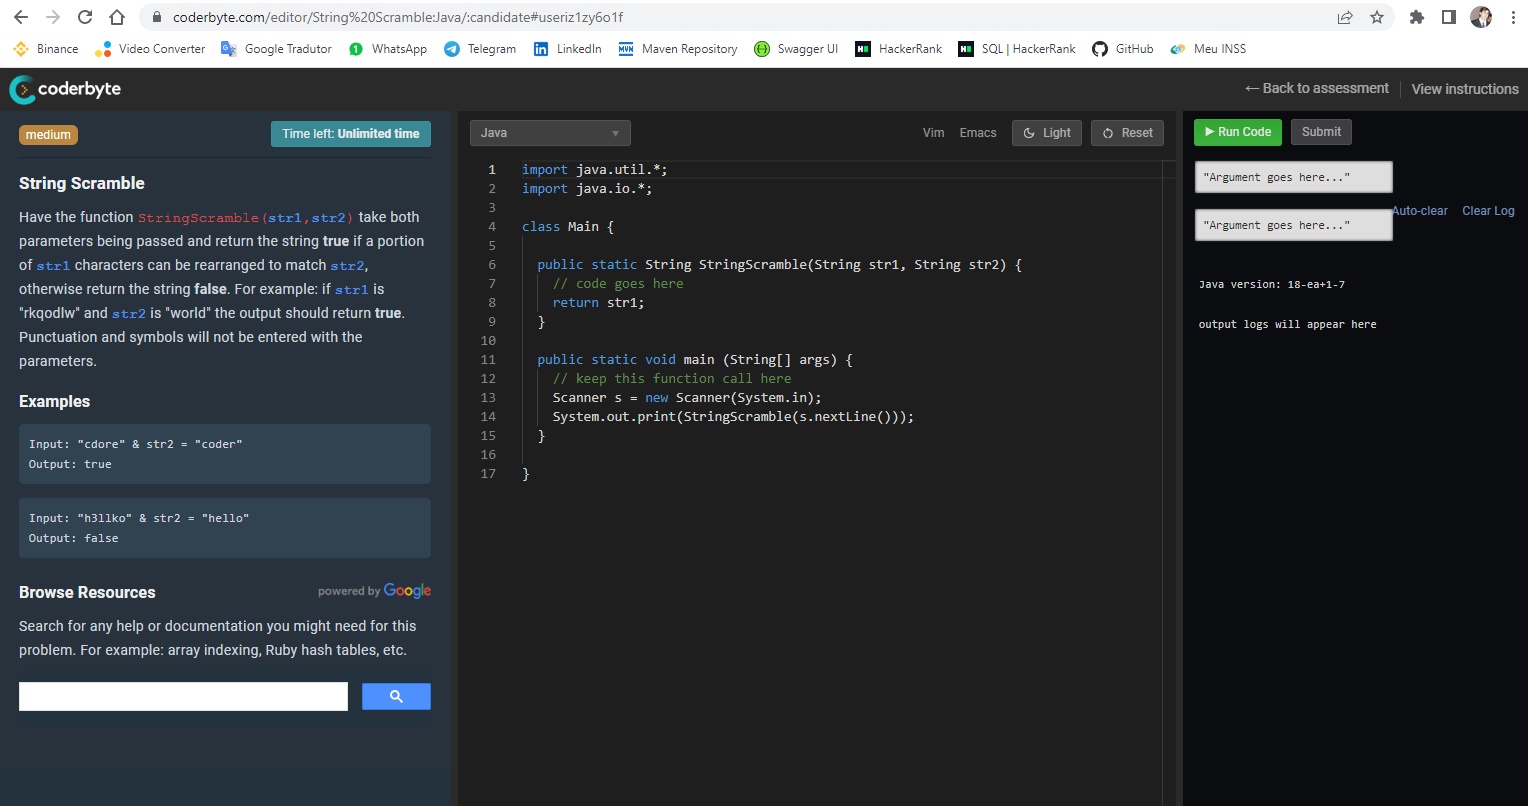 coderbyte.com/editor/String%20Scramble:Java/:candidate#useriz1zy6o1f
Binance Video Converter Google Tradutor WhatsApp Telegram LinkedIn Maven Repository Swagger UI HackerRank SQL | HackerRank GitHub Meu INSS
coderbyte
← Back to assessment
View instructions
medium
Time left: Unlimited time
String Scramble
Have the function StringScramble(str1,str2) take both
parameters being passed and return the string true if a portion
of str1 characters can be rearranged to match str2,
otherwise return the string false. For example: if str1 is
"rkqodlw" and str2 is "world" the output should return true.
Punctuation and symbols will not be entered with the
parameters.
Examples
Input: "cdore" & str2 = "coder"
Output: true
Input: "h3llko" & str2 = "hello"
Output: false
Browse Resources
powered by Google
Search for any help or documentation you might need for this
problem. For example: array indexing, Ruby hash tables, etc.
Java
Vim Emacs Light Reset
1 import java.util.*;
2 import java.io.*;
3
4 class Main {
5
6 public static String StringScramble(String str1, String str2) {
7 // code goes here
8 return str1;
9 }
10
11 public static void main (String[] args) {
12 // keep this function call here
13 Scanner s = new Scanner(System.in);
14 System.out.print(StringScramble(s.nextLine()));
15 }
16
17 }
Run Code Submit
"Argument goes here..."
"Argument goes here..."
Auto-clear Clear Log
Java version: 18-ea+1-7
output logs will appear here